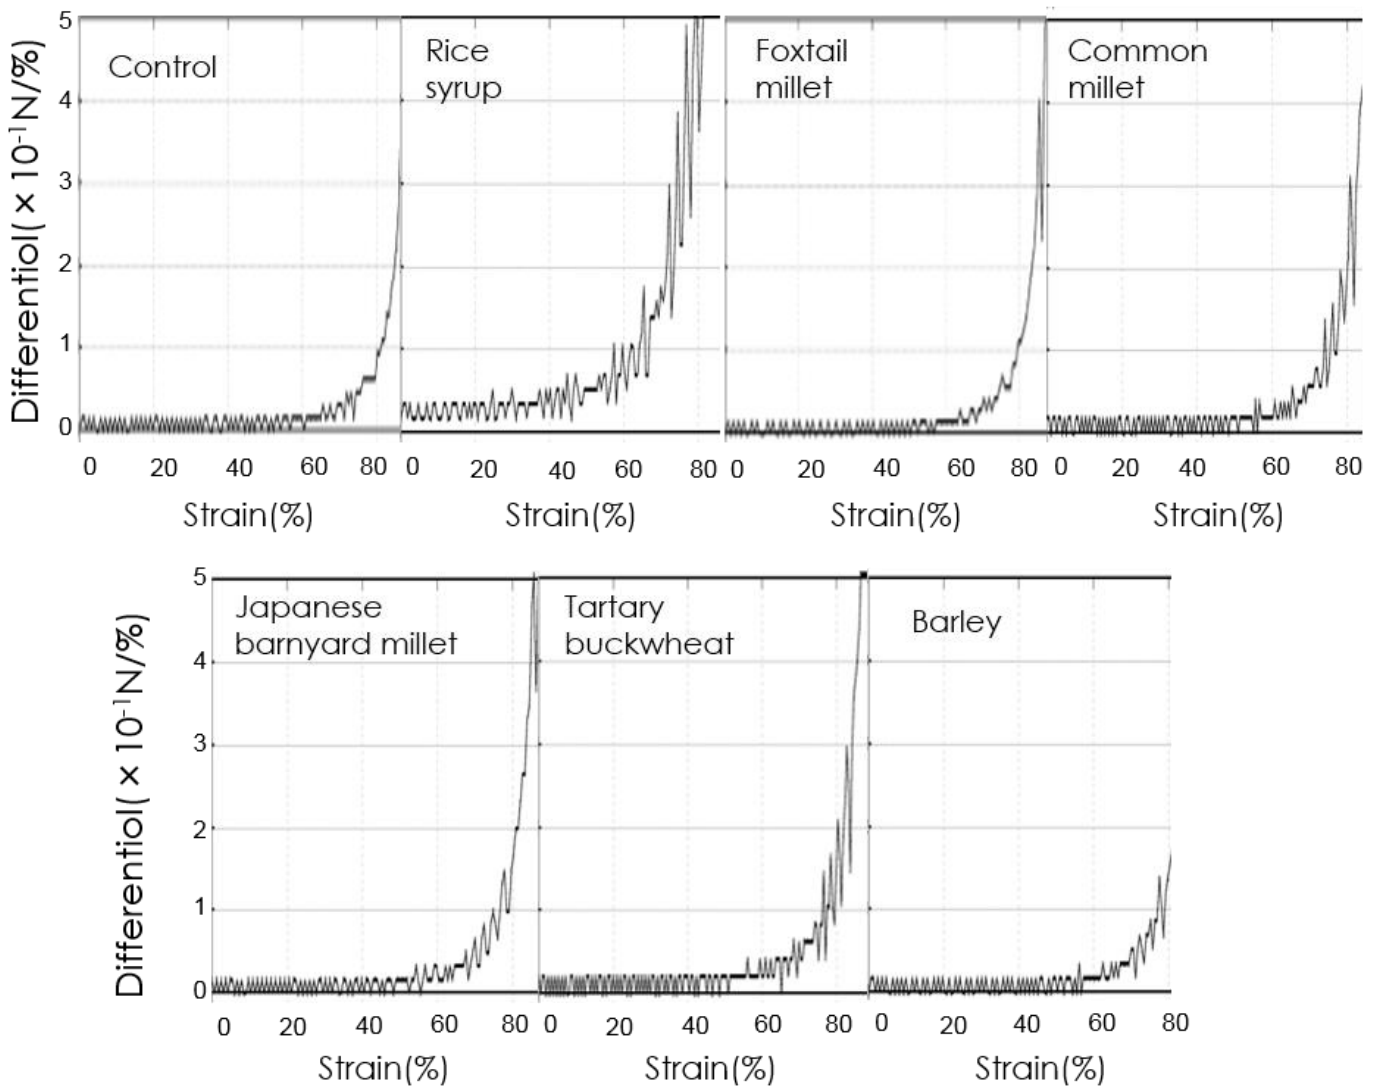 5
4
3
2
1
0
Differentiol( × 10⁻¹N/%)
Control
Rice
syrup
Foxtail
millet
Common
millet
0 20 40 60 80
0 20 40 60 80
0 20 40 60 80
0 20 40 60 80
Strain(%)
Strain(%)
Strain(%)
Strain(%)
5
4
3
2
1
0
Differentiol( × 10⁻¹N/%)
Japanese
barnyard millet
Tartary
buckwheat
Barley
0 20 40 60 80
0 20 40 60 80
0 20 40 60 80
Strain(%)
Strain(%)
Strain(%)